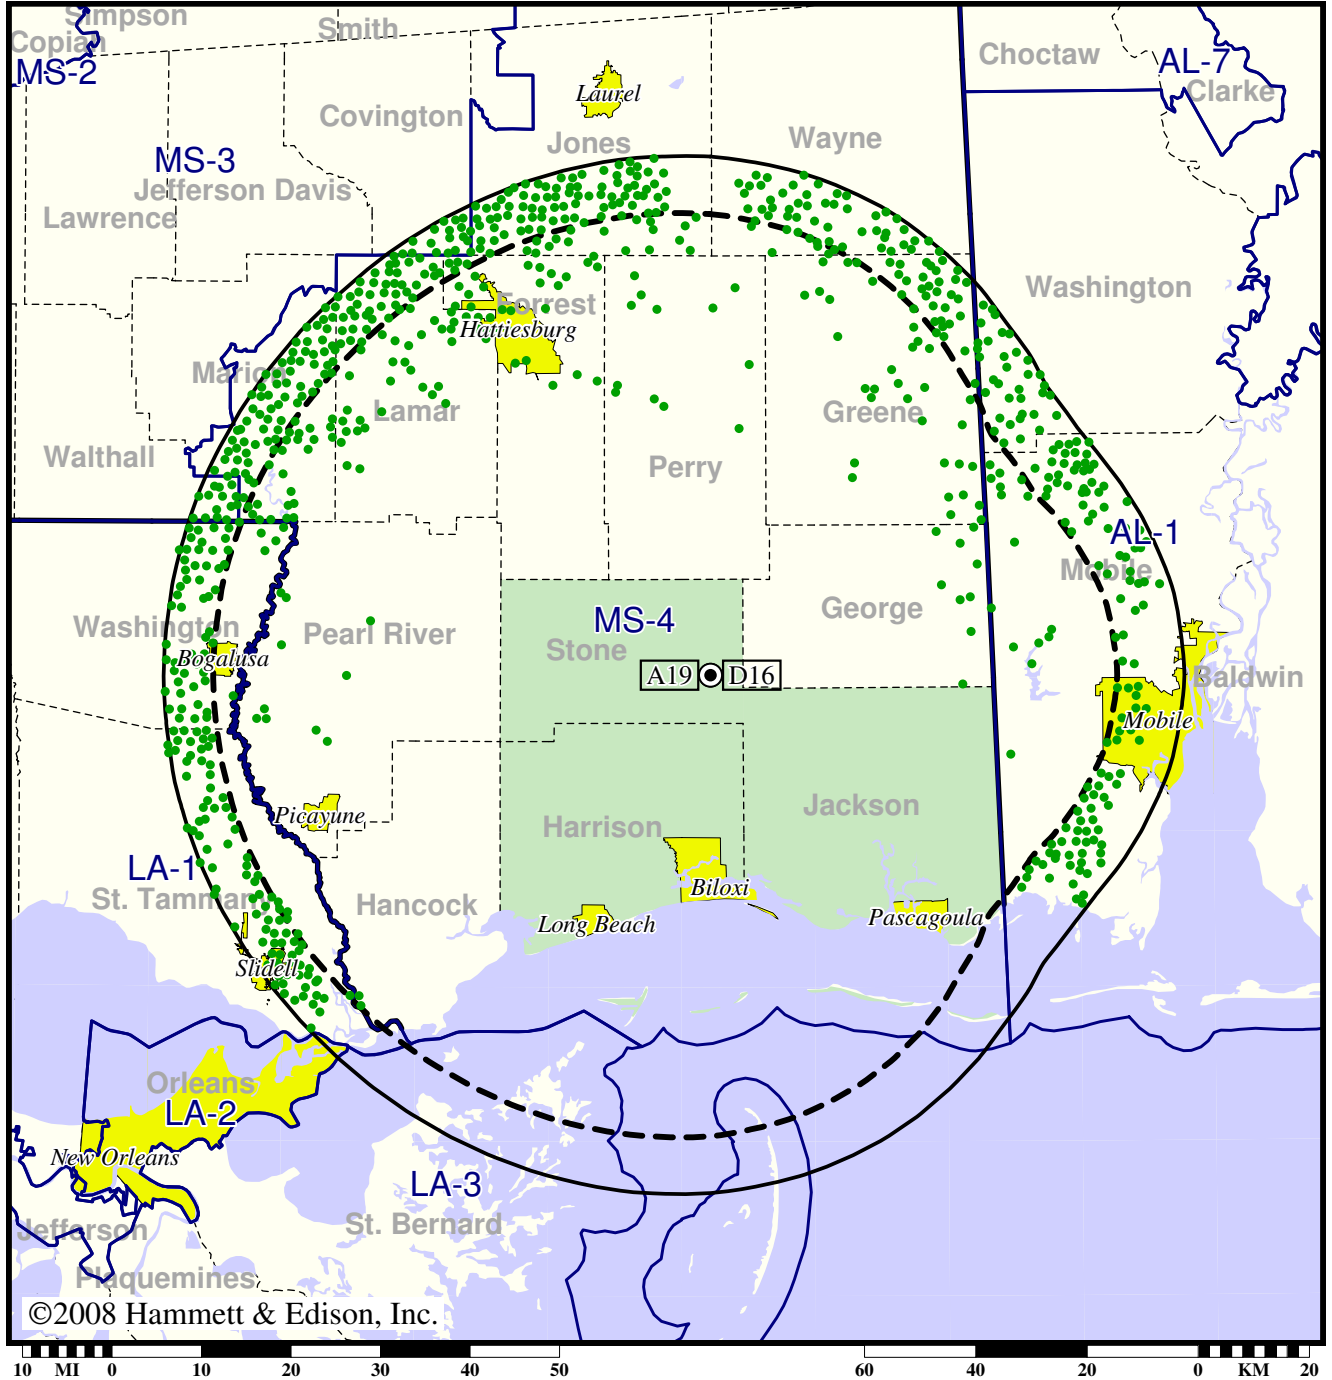 Simpson
Copiah
Smith
MS-2
Choctaw
AL-7
Clarke
Laurel
Covington
Jones
Wayne
MS-3
Jefferson Davis
Lawrence
Washington
Forrest
Hattiesburg
Marion
Lamar
Greene
Walthall
Perry
AL-1
Mobile
George
MS-4
Washington
Pearl River
Stone
Bogalusa
A19
D16
Baldwin
Mobile
Jackson
Picayune
Harrison
LA-1
St. Tammany
Hancock
Biloxi
Long Beach
Pascagoula
Slidell
Orleans
LA-2
New Orleans
LA-3
St. Bernard
Jefferson
Plaquemines
©2008 Hammett & Edison, Inc.
10 MI 0 10 20 30 40 50 60 40 20 0 KM 20